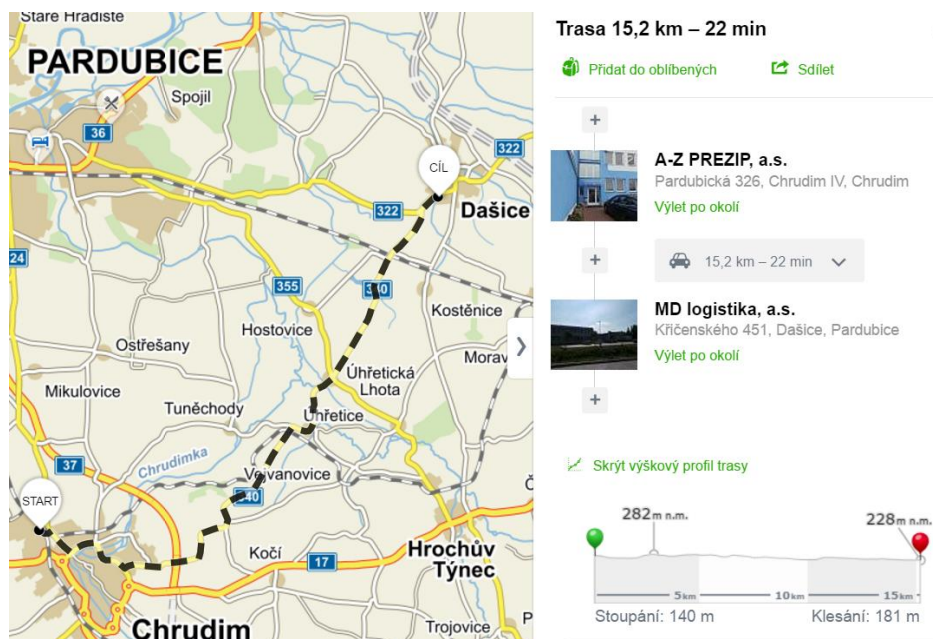 Staré Hradiště
PARDUBICE
Spojil
36
322
CÍL
322
Dašice
24
355
340
Kostěnice
Hostovice
Ostřešany
Morav
Úhřetická
Lhota
Mikulovice
Tuněchody
Úhřetice
37
Chrudimka
Vejvanovice
340
START
Č
Kočí
17
Hrochův
Týnec
Chrudim
Trojovice
P
Trasa 15,2 km – 22 min
Přidat do oblíbených
Sdílet
+
A-Z PREZIP, a.s.
Pardubická 326, Chrudim IV, Chrudim
Výlet po okolí
+
15,2 km – 22 min
MD logistika, a.s.
Křičenského 451, Dašice, Pardubice
Výlet po okolí
+
Skrýt výškový profil trasy
282m n.m.
228m n.m.
5km
10km
15km
Stoupání: 140 m
Klesání: 181 m